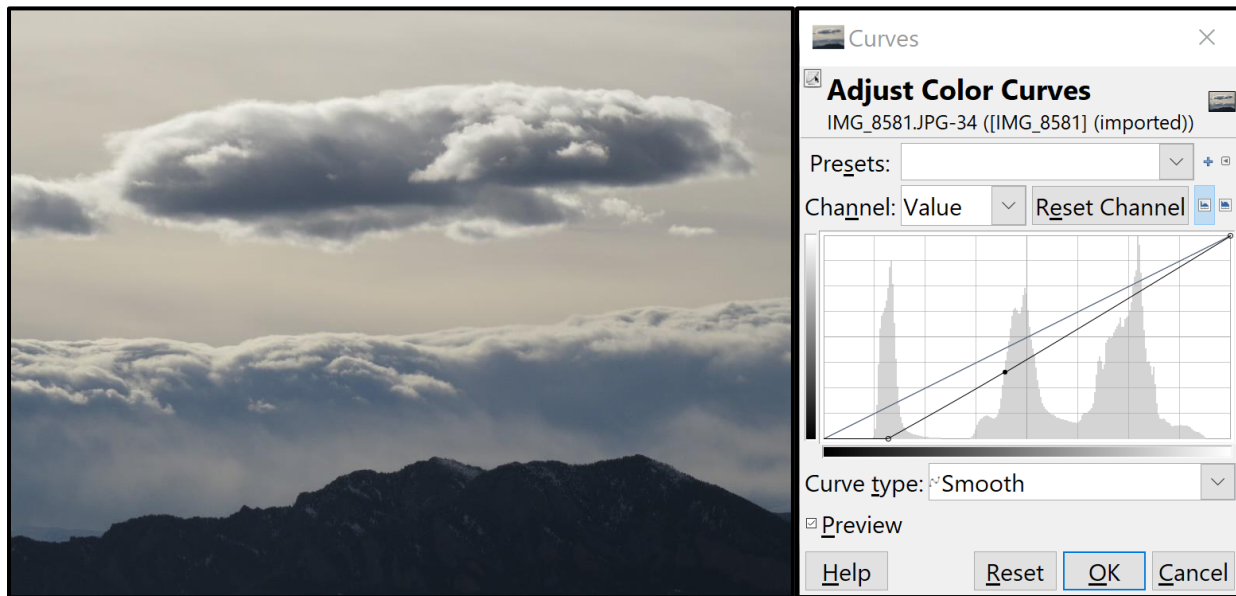 Curves
Adjust Color Curves
IMG_8581.JPG-34 ([IMG_8581] (imported))
Presets:
Channel: Value Reset Channel
Curve type: Smooth
Preview
Help Reset OK Cancel